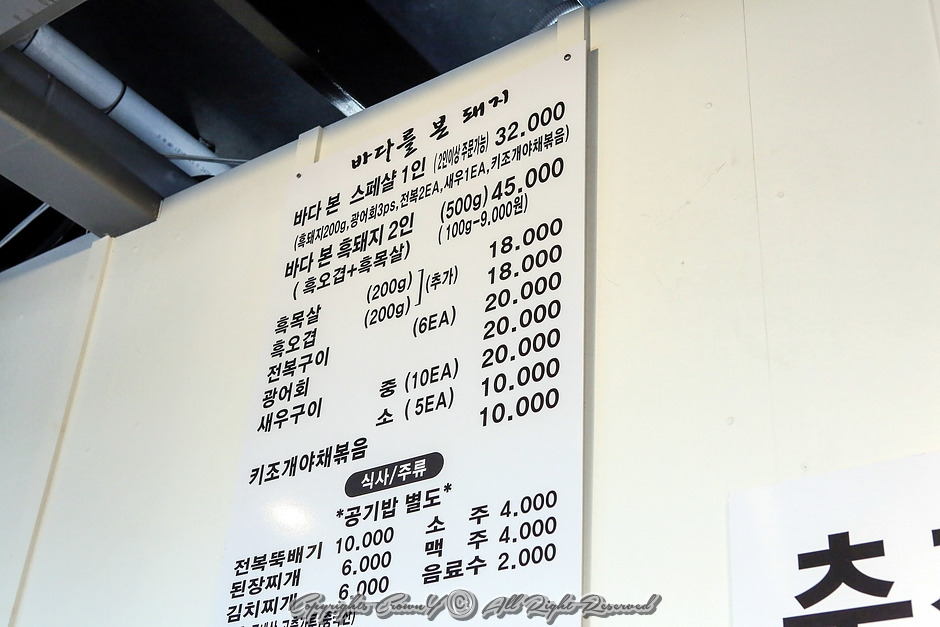 바다를 본 돼지
바다 본 스페샬 1인 (2인이상 주문가능) 32.000
(흑돼지200g, 광어회3ps, 전복2EA, 새우1EA, 키조개야채볶음)
바다 본 흑돼지 2인 (500g) 45.000
( 흑오겹+흑목살) (100g-9,000원)
흑목살 (200g) (추가) 18.000
흑오겹 (200g) 18.000
전복구이 (6EA) 20.000
광어회 20.000
새우구이 중 (10EA) 20.000
소 ( 5EA) 10.000
키조개야채볶음 10.000
식사/주류
*공기밥 별도*
전복뚝배기 10.000 소 주 4.000
된장찌개 6.000 맥 주 4.000
김치찌개 6.000 음료수 2.000
Copyrights CrownY © All Right Reserved